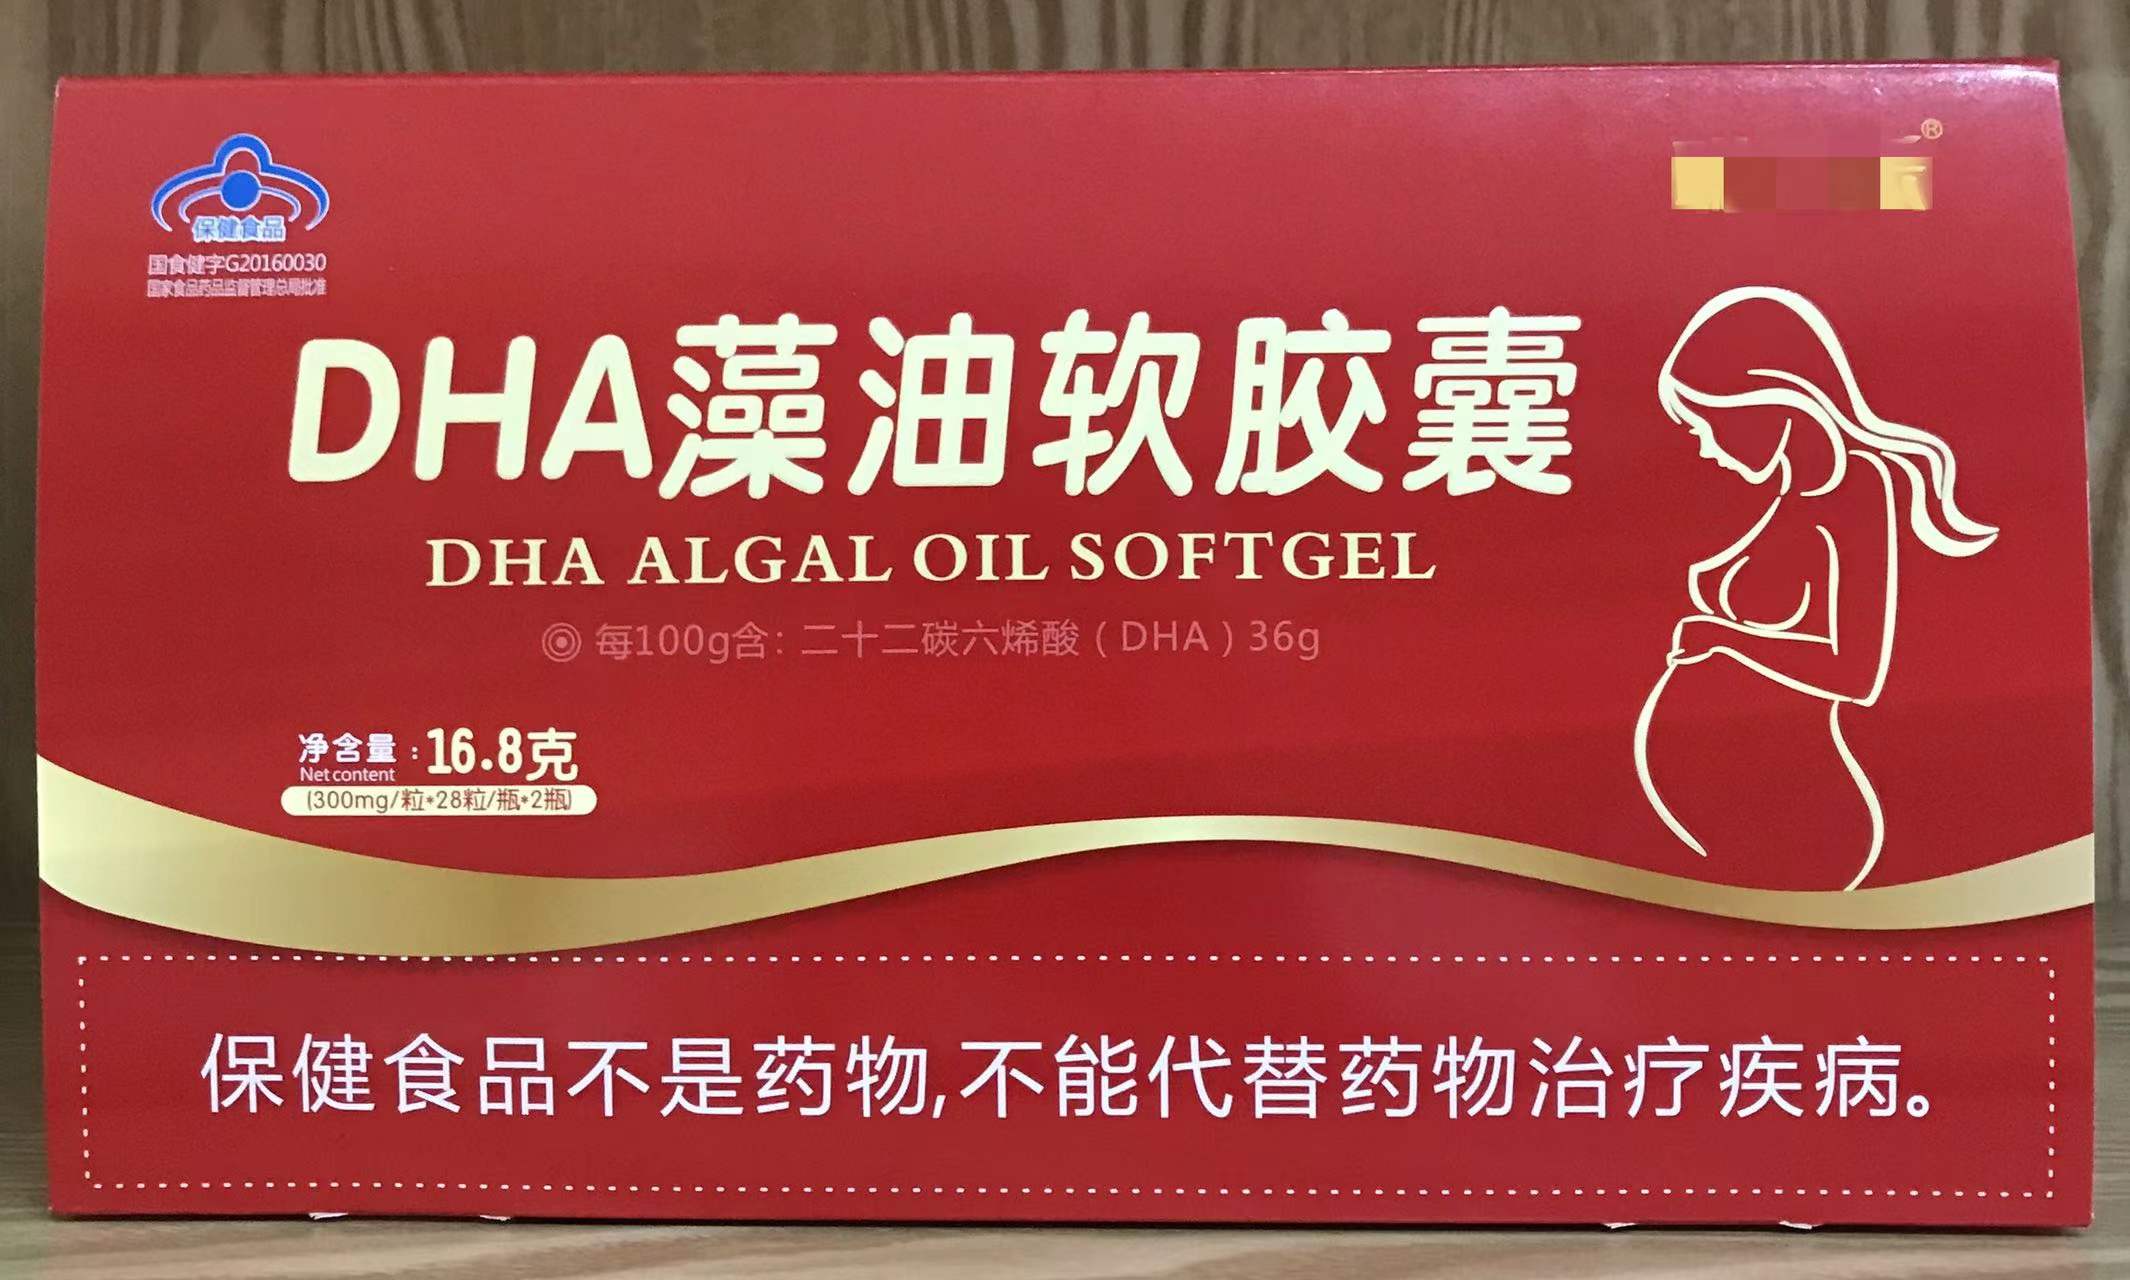 保健食品
国食健字G20160030
国家食品药品监督管理总局批准
®
DHA藻油软胶囊
DHA ALGAL OIL SOFTGEL
每100g含：二十二碳六烯酸（DHA）36g
净含量：16.8克
Net content
(300mg/粒*28粒/瓶*2瓶)
保健食品不是药物,不能代替药物治疗疾病。